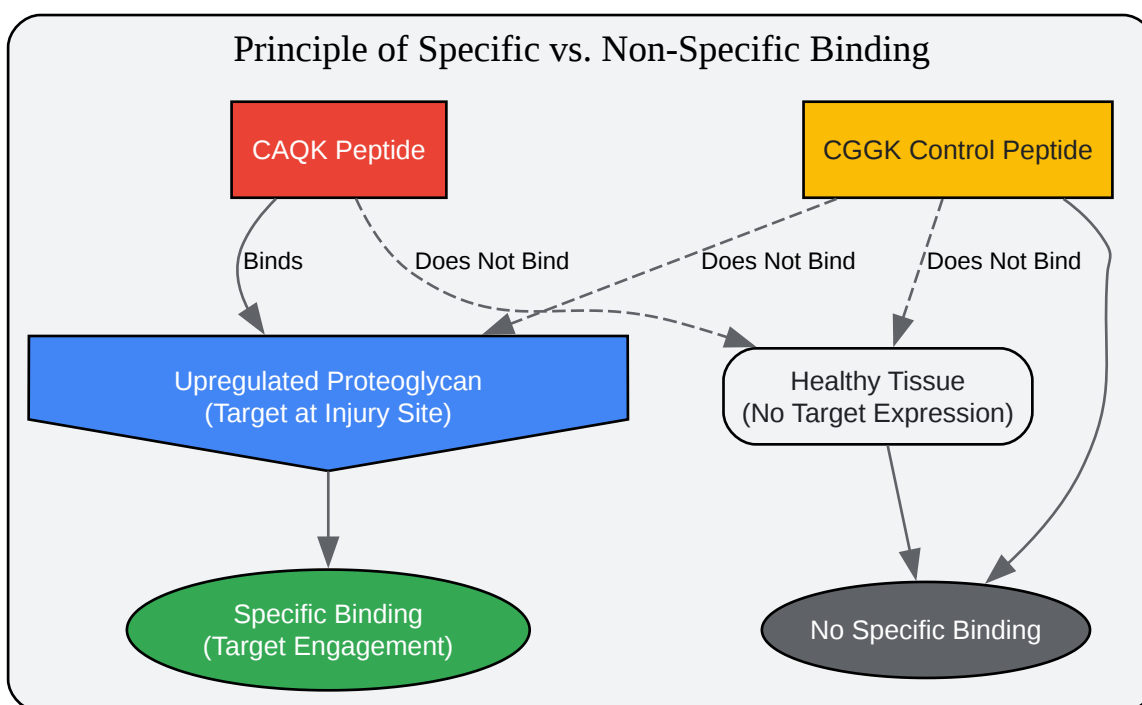 Principle of Specific vs. Non-Specific Binding
CAQK Peptide
CGGK Control Peptide
Binds
Does Not Bind
Does Not Bind
Does Not Bind
Upregulated Proteoglycan
(Target at Injury Site)
Healthy Tissue
(No Target Expression)
Specific Binding
(Target Engagement)
No Specific Binding